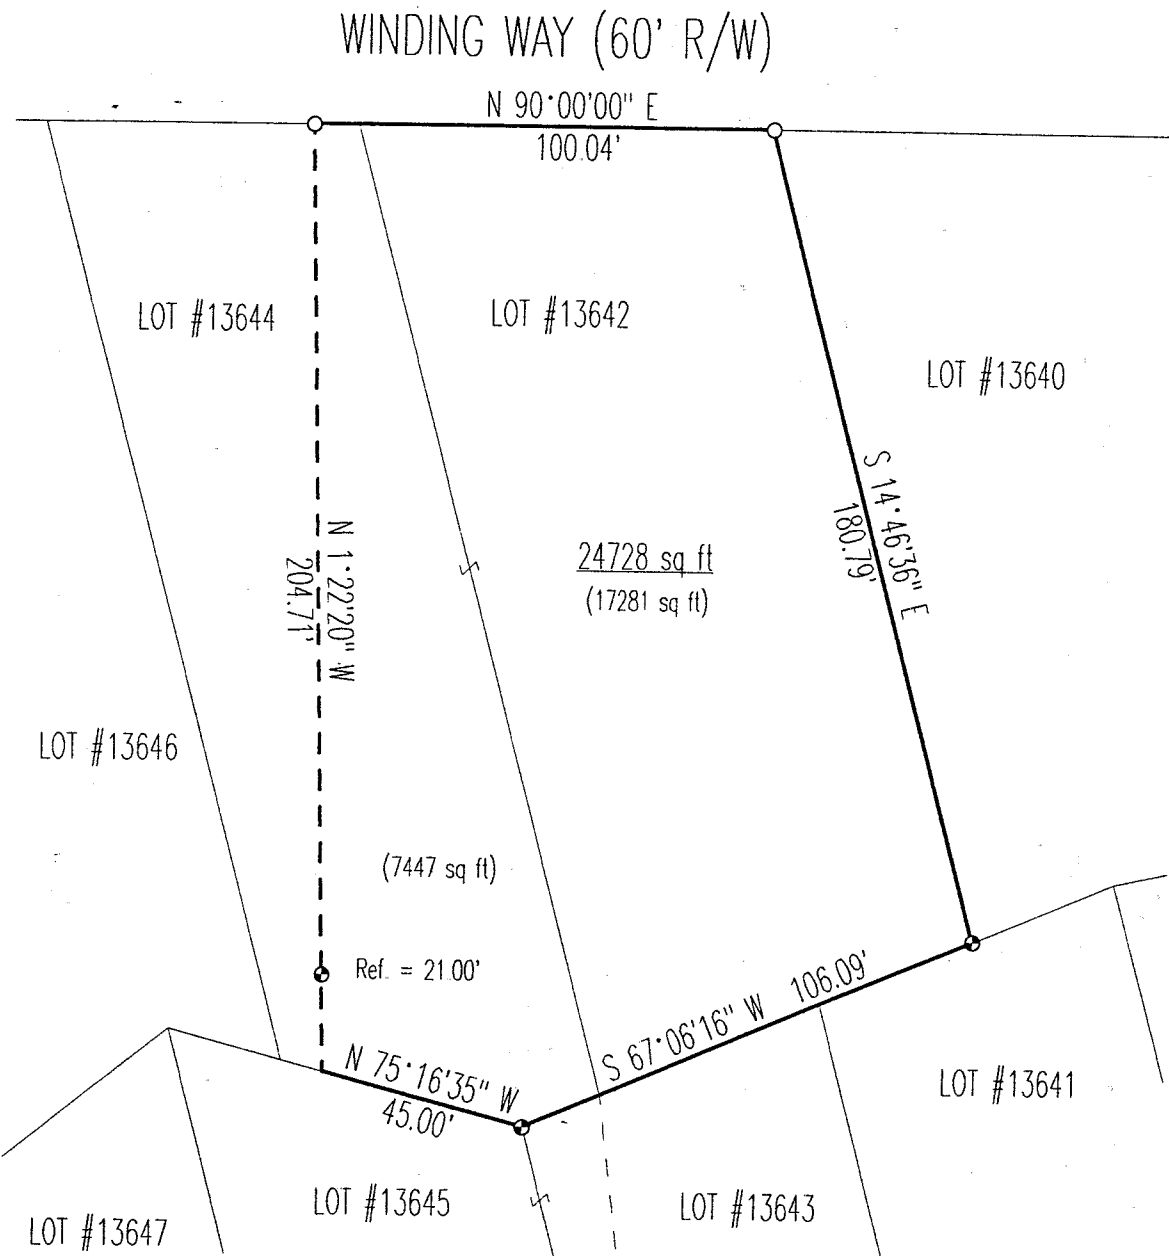 WINDING WAY (60' R/W)
N 90°00'00" E
100.04'
LOT #13644
LOT #13642
LOT #13640
S 14°46'36" E
180.79'
N 1°22'20" W
204.71'
24728 sq ft
(17281 sq ft)
LOT #13646
(7447 sq ft)
Ref. = 21.00'
S 67°06'16" W 106.09'
N 75°16'35" W
45.00'
LOT #13641
LOT #13645
LOT #13643
LOT #13647